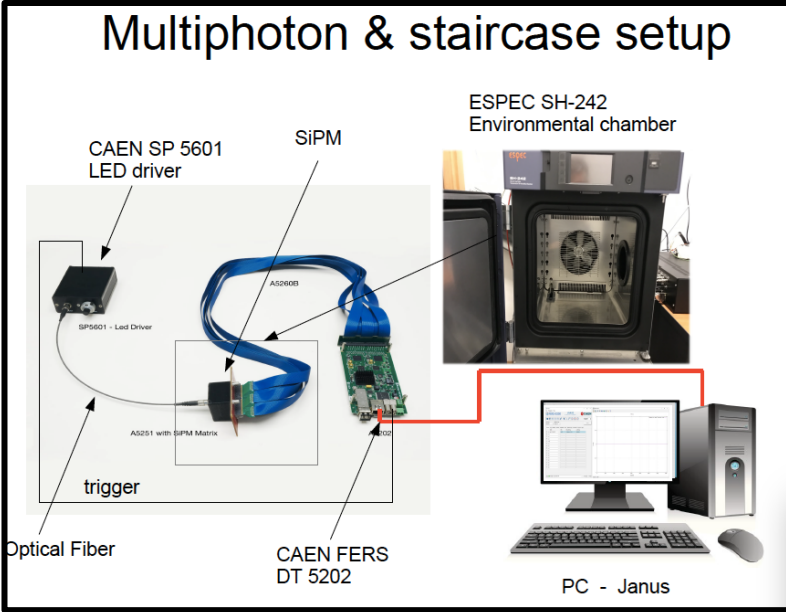 Multiphoton & staircase setup
ESPEC SH-242
Environmental chamber
CAEN SP 5601
LED driver
SiPM
espec
A5260B
SP5601 - Led Driver
A5251 with SiPM Matrix
trigger
Optical Fiber
CAEN FERS
DT 5202
PC - Janus